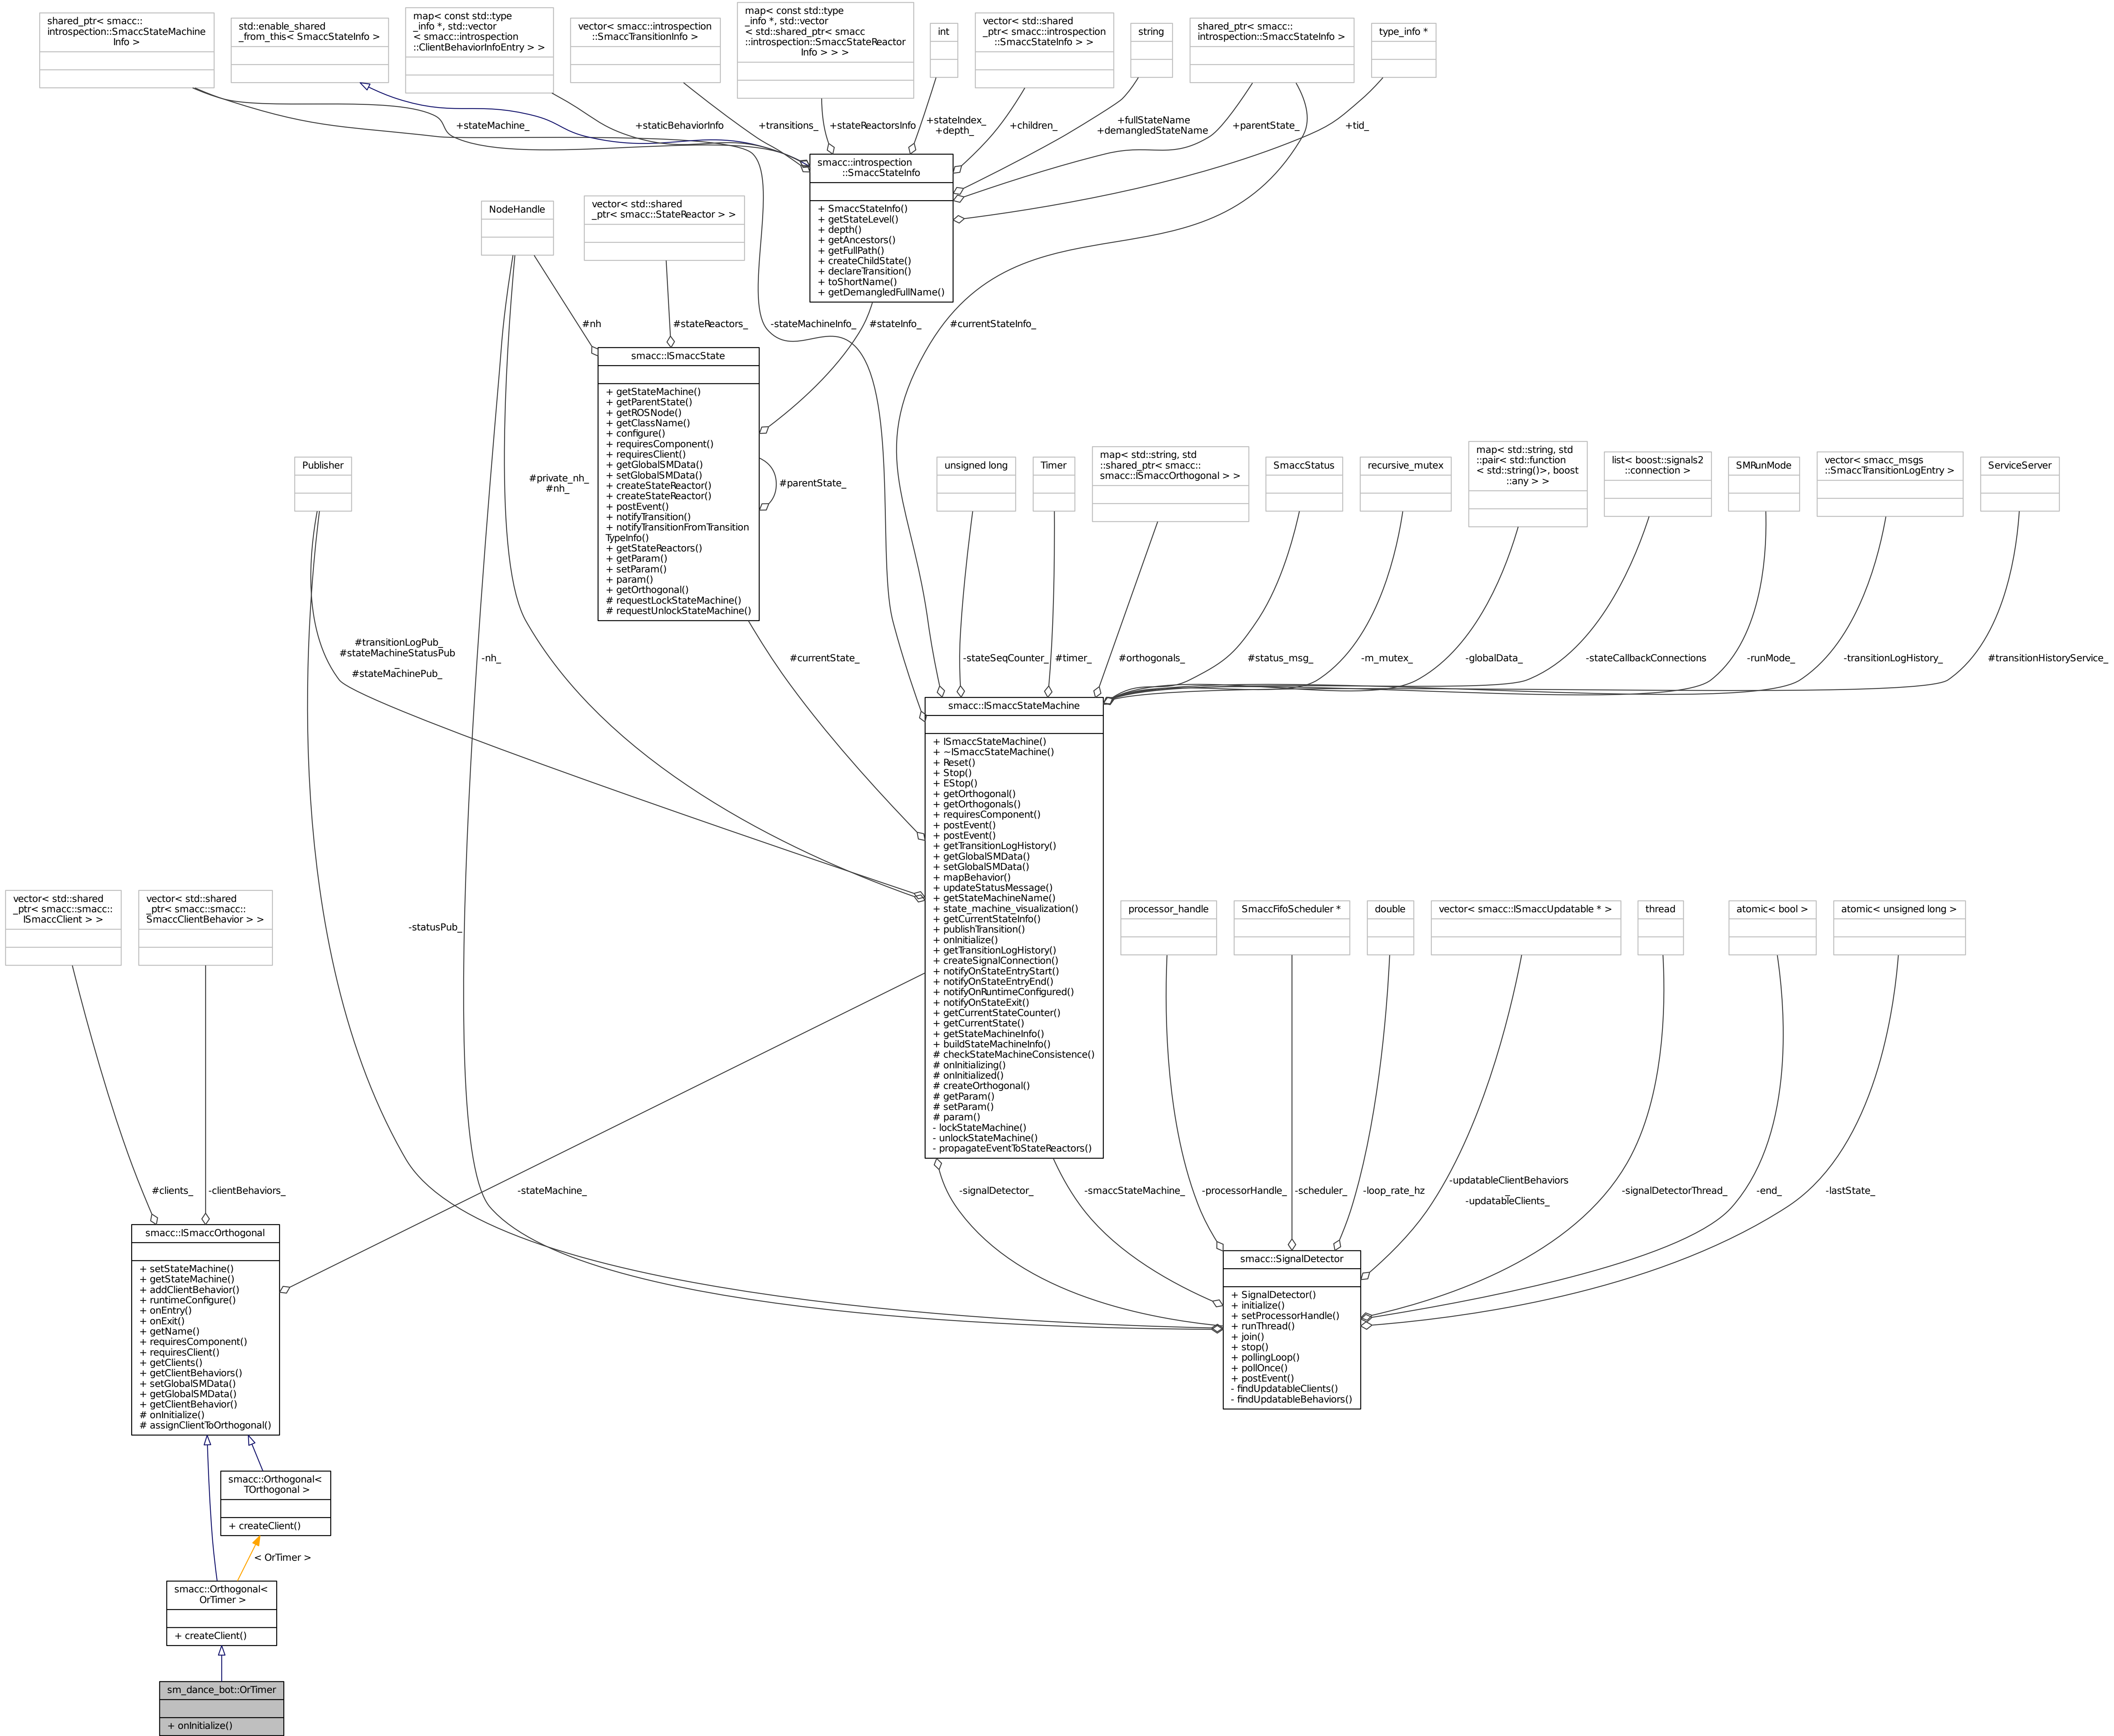 shared_ptr< smacc::
introspection::SmaccStateMachine
Info >
std::enable_shared
_from_this< SmaccStateInfo >
map< const std::type
_info *, std::vector
< smacc::introspection
::ClientBehaviorInfoEntry > >
vector< smacc::introspection
::SmaccTransitionInfo >
map< const std::type
_info *, std::vector
< std::shared_ptr< smacc
::introspection::SmaccStateReactor
Info > > >
int
vector< std::shared
_ptr< smacc::introspection
::SmaccStateInfo > >
string
shared_ptr< smacc::
introspection::SmaccStateInfo >
type_info *
+stateMachine_
+staticBehaviorInfo
+transitions_
+stateReactorsInfo
+stateIndex_
+depth_
+children_
+fullStateName
+demangledStateName
+parentState_
+tid_
smacc::introspection
::SmaccStateInfo
+ SmaccStateInfo()
+ getStateLevel()
+ depth()
+ getAncestors()
+ getFullPath()
+ createChildState()
+ declareTransition()
+ toShortName()
+ getDemangledFullName()
NodeHandle
vector< std::shared
_ptr< smacc::StateReactor > >
#nh
#stateReactors_
-stateMachineInfo_
#stateInfo_
#currentStateInfo_
smacc::ISmaccState
+ getStateMachine()
+ getParentState()
+ getROSNode()
+ getClassName()
+ configure()
+ requiresComponent()
+ requiresClient()
+ getGlobalSMData()
+ setGlobalSMData()
+ createStateReactor()
+ createStateReactor()
+ postEvent()
+ notifyTransition()
+ notifyTransitionFromTransition
TypeInfo()
+ getStateReactors()
+ getParam()
+ setParam()
+ param()
+ getOrthogonal()
# requestLockStateMachine()
# requestUnlockStateMachine()
#parentState_
Publisher
#private_nh_
#nh_
unsigned long
Timer
map< std::string, std
::shared_ptr< smacc::
smacc::ISmaccOrthogonal > >
SmaccStatus
recursive_mutex
map< std::string, std
::pair< std::function
< std::string()>, boost
::any > >
list< boost::signals2
::connection >
SMRunMode
vector< smacc_msgs
::SmaccTransitionLogEntry >
ServiceServer
#transitionLogPub_
#stateMachineStatusPub
_
#stateMachinePub_
-nh_
#currentState_
-stateSeqCounter_
#timer_
#orthogonals_
#status_msg_
-m_mutex_
-globalData_
-stateCallbackConnections
-runMode_
-transitionLogHistory_
#transitionHistoryService_
smacc::ISmaccStateMachine
+ ISmaccStateMachine()
+ ~ISmaccStateMachine()
+ Reset()
+ Stop()
+ EStop()
+ getOrthogonal()
+ getOrthogonals()
+ requiresComponent()
+ postEvent()
+ postEvent()
+ getTransitionLogHistory()
+ getGlobalSMData()
+ setGlobalSMData()
+ mapBehavior()
+ updateStatusMessage()
+ getStateMachineName()
+ state_machine_visualization()
+ getCurrentStateInfo()
+ publishTransition()
+ onInitialize()
+ getTransitionLogHistory()
+ createSignalConnection()
+ notifyOnStateEntryStart()
+ notifyOnStateEntryEnd()
+ notifyOnRuntimeConfigured()
+ notifyOnStateExit()
+ getCurrentStateCounter()
+ getCurrentState()
+ getStateMachineInfo()
+ buildStateMachineInfo()
# checkStateMachineConsistence()
# onInitializing()
# onInitialized()
# createOrthogonal()
# getParam()
# setParam()
# param()
- lockStateMachine()
- unlockStateMachine()
- propagateEventToStateReactors()
vector< std::shared
_ptr< smacc::smacc::
ISmaccClient > >
vector< std::shared
_ptr< smacc::smacc::
SmaccClientBehavior > >
-statusPub_
processor_handle
SmaccFifoScheduler *
double
vector< smacc::ISmaccUpdatable * >
thread
atomic< bool >
atomic< unsigned long >
#clients_
-clientBehaviors_
-stateMachine_
-signalDetector_
-smaccStateMachine_
-processorHandle_
-scheduler_
-loop_rate_hz
-updatableClientBehaviors
_
-updatableClients_
-signalDetectorThread_
-end_
-lastState_
smacc::ISmaccOrthogonal
+ setStateMachine()
+ getStateMachine()
+ addClientBehavior()
+ runtimeConfigure()
+ onEntry()
+ onExit()
+ getName()
+ requiresComponent()
+ requiresClient()
+ getClients()
+ getClientBehaviors()
+ setGlobalSMData()
+ getGlobalSMData()
+ getClientBehavior()
# onInitialize()
# assignClientToOrthogonal()
smacc::SignalDetector
+ SignalDetector()
+ initialize()
+ setProcessorHandle()
+ runThread()
+ join()
+ stop()
+ pollingLoop()
+ pollOnce()
+ postEvent()
- findUpdatableClients()
- findUpdatableBehaviors()
smacc::Orthogonal<
TOrthogonal >
+ createClient()
< OrTimer >
smacc::Orthogonal<
OrTimer >
+ createClient()
sm_dance_bot::OrTimer
+ onInitialize()